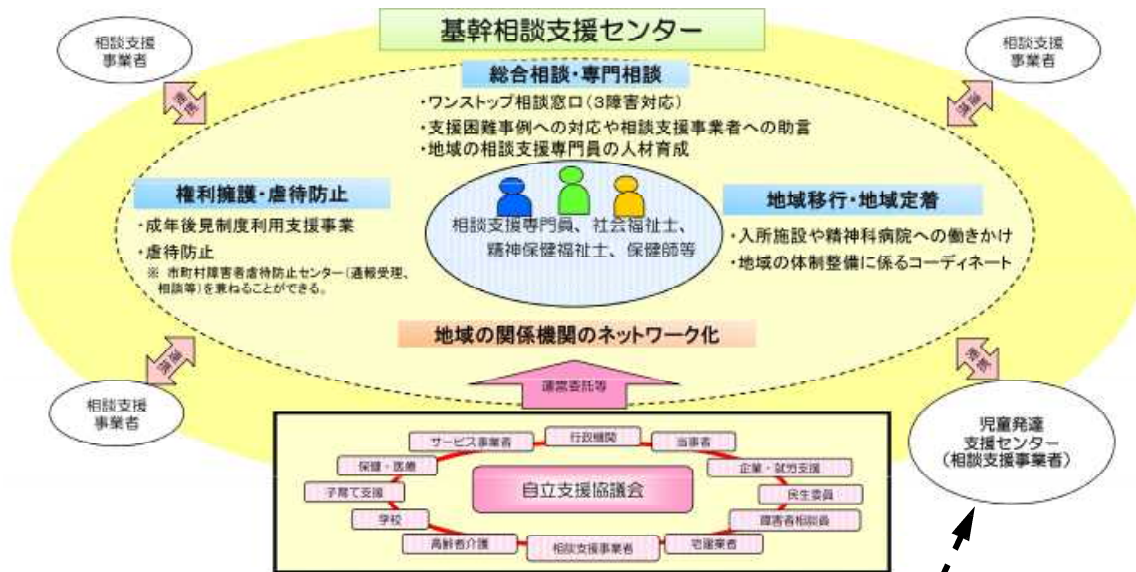 基幹相談支援センター
相談支援
事業者
相談支援
事業者
連携
連携
総合相談・専門相談
・ワンストップ相談窓口(3障害対応)
・支援困難事例への対応や相談支援事業者への助言
・地域の相談支援専門員の人材育成
権利擁護・虐待防止
・成年後見制度利用支援事業
・虐待防止
※ 市町村障害者虐待防止センター(通報受理、
相談等)を兼ねることができる。
相談支援専門員、社会福祉士、
精神保健福祉士、保健師等
地域移行・地域定着
・入所施設や精神科病院への働きかけ
・地域の体制整備に係るコーディネート
地域の関係機関のネットワーク化
連携
連携
運営委託等
相談支援
事業者
児童発達
支援センター
(相談支援事業者)
サービス事業者
行政機関
当事者
保健・医療
企業・就労支援
子育て支援
自立支援協議会
民生委員
学校
障害者相談員
高齢者介護
相談支援事業者
宅建業者